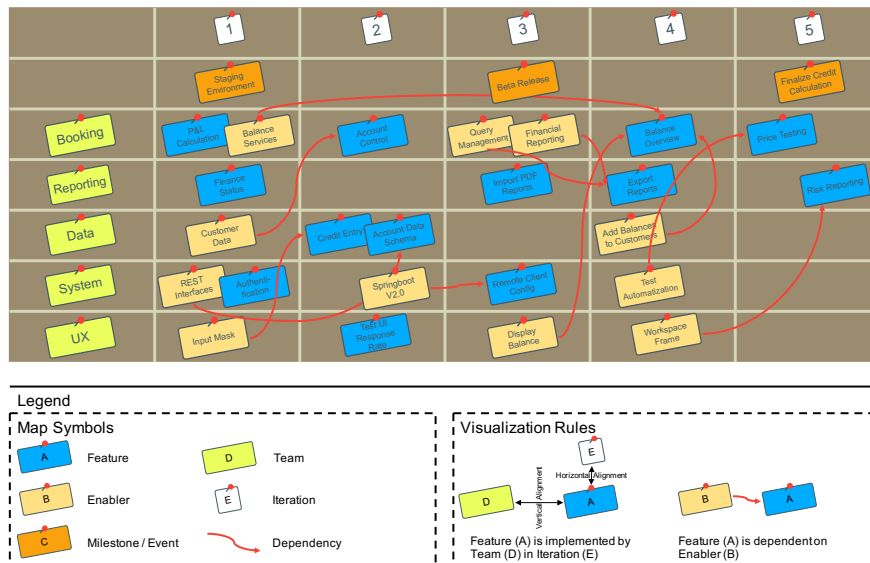 1
2
3
4
5
Staging
Environment
Beta Release
Finalize Credit
Calculation
Booking
P&L
Calculation
Balance
Services
Account
Control
Query
Management
Financial
Reporting
Balance
Overview
Price Testing
Reporting
Finance
Status
Import PDF
Reports
Export
Reports
Risk Reporting
Data
Customer
Data
Credit Entry
Account Data
Schema
Add Balances
to Customers
System
REST
Interfaces
Authenti-
fication
Springboot
V2.0
Remote Client
Config
Test
Automatization
UX
Input Mask
Test UI
Response
Rate
Display
Balance
Workspace
Frame
Legend
Map Symbols
A
Feature
D
Team
B
Enabler
E
Iteration
C
Milestone / Event
Dependency
Visualization Rules
E
Horizontal Alignment
D
Vertical Alignment
A
Feature (A) is implemented by
Team (D) in Iteration (E)
B
A
Feature (A) is dependent on
Enabler (B)